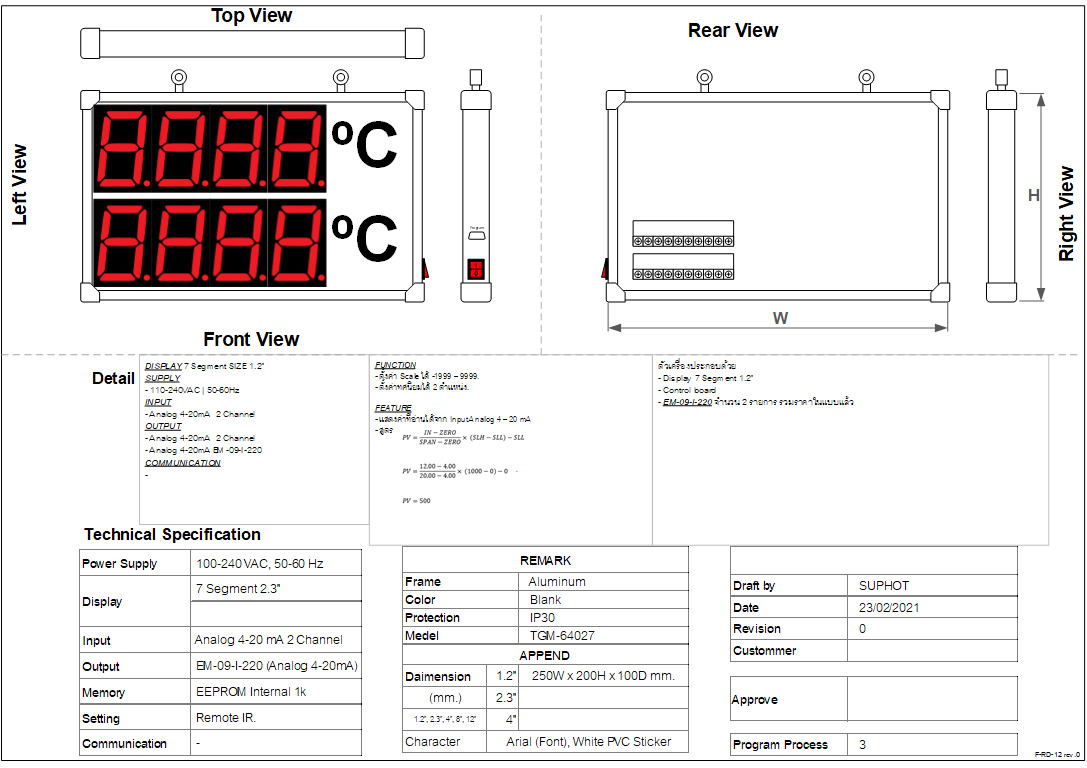 Top View
Rear View
Left View
8.8.8.8. °C
8.8.8.8. °C
Program
H
Right View
W
Front View
Detail
DISPLAY 7 Segment SIZE 1.2"
SUPPLY
- 110-240VAC | 50-60Hz
INPUT
-Analog 4-20mA 2 Channel
OUTPUT
-Analog 4-20mA 2 Channel
-Analog 4-20mA EM -09-I-220
COMMUNICATION
-
FUNCTION
-ตั้งค่า Scale ได้ -1999 – 9999.
-ตั้งค่าทศนิยมได้ 2 ตำแหน่ง.
FEATURE
-แสดงค่าที่อ่านได้จาก Input Analog 4 – 20 mA
-สูตร
PV = IN − ZERO / SPAN − ZERO × (SLH − SLL) − SLL
PV = 12.00 − 4.00 / 20.00 − 4.00 × (1000 − 0) − 0
PV = 500
ตัวเครื่องประกอบด้วย
- Display 7 Segment 1.2"
- Control board
- EM-09-I-220 จำนวน 2 รายการ รวมราคาในแบบแล้ว
Technical Specification
Power Supply 100-240 VAC, 50-60 Hz
Display 7 Segment 2.3"
Input Analog 4-20 mA 2 Channel
Output EM-09-I-220 (Analog 4-20mA)
Memory EEPROM Internal 1k
Setting Remote IR.
Communication -
REMARK
Frame Aluminum
Color Blank
Protection IP30
Medel TGM-64027
APPEND
Daimension 1.2" 250W x 200H x 100D mm.
(mm.) 2.3"
1.2", 2.3", 4", 8", 12" 4"
Character Arial (Font), White PVC Sticker
Draft by SUPHOT
Date 23/02/2021
Revision 0
Custommer
Approve
Program Process 3
F-RD-12 rev .0